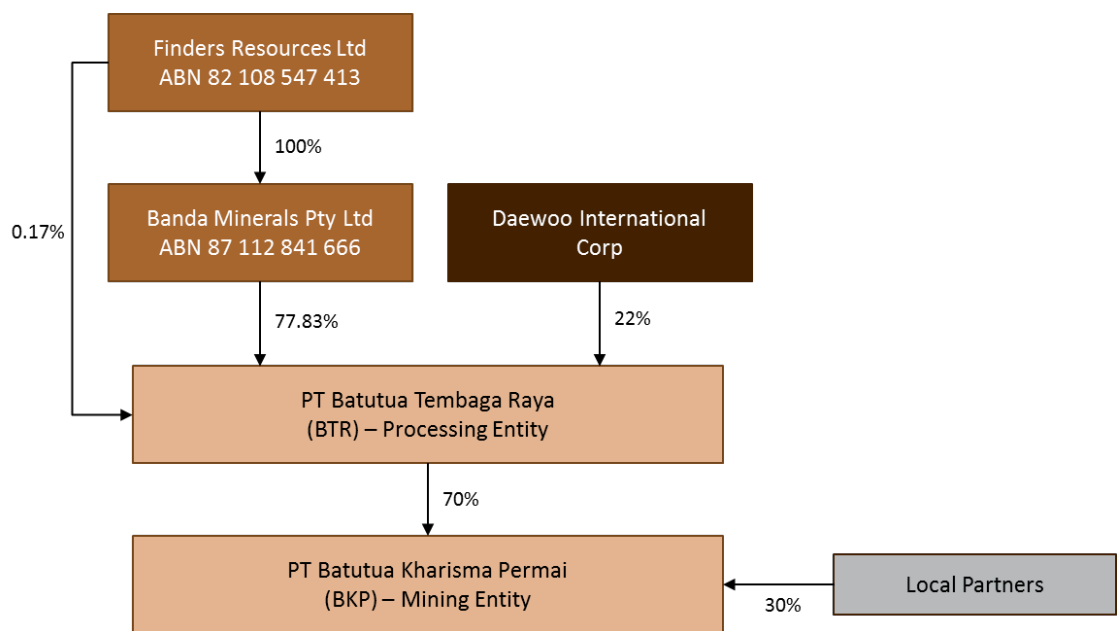 Finders Resources Ltd
ABN 82 108 547 413
100%
Banda Minerals Pty Ltd
ABN 87 112 841 666
Daewoo International
Corp
0.17%
77.83%
22%
PT Batutua Tembaga Raya
(BTR) – Processing Entity
70%
PT Batutua Kharisma Permai
(BKP) – Mining Entity
Local Partners
30%